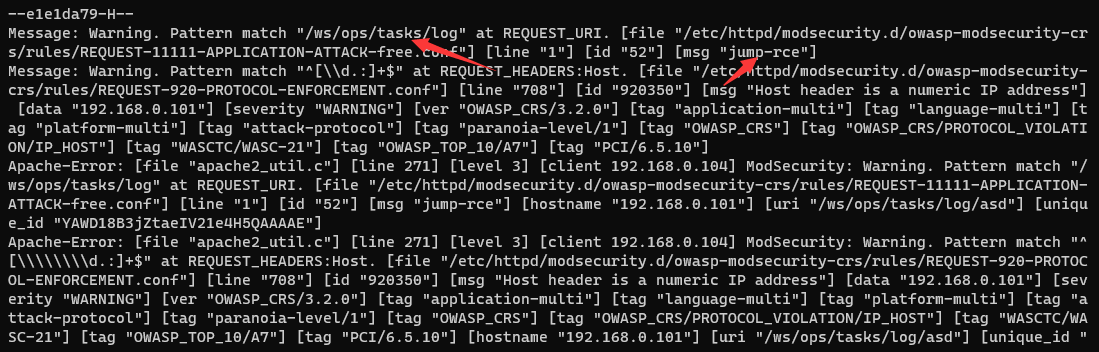 --e1e1da79-H--
Message: Warning. Pattern match "/ws/ops/tasks/log" at REQUEST_URI. [file "/etc/httpd/modsecurity.d/owasp-modsecurity-cr
s/rules/REQUEST-11111-APPLICATION-ATTACK-free.conf"] [line "1"] [id "52"] [msg "jump-rce"]
Message: Warning. Pattern match "^[\\d.:]+$" at REQUEST_HEADERS:Host. [file "/etc/httpd/modsecurity.d/owasp-modsecurity-
crs/rules/REQUEST-920-PROTOCOL-ENFORCEMENT.conf"] [line "708"] [id "920350"] [msg "Host header is a numeric IP address"]
[data "192.168.0.101"] [severity "WARNING"] [ver "OWASP_CRS/3.2.0"] [tag "application-multi"] [tag "language-multi"] [t
ag "platform-multi"] [tag "attack-protocol"] [tag "paranoia-level/1"] [tag "OWASP_CRS"] [tag "OWASP_CRS/PROTOCOL_VIOLATI
ON/IP_HOST"] [tag "WASCTC/WASC-21"] [tag "OWASP_TOP_10/A7"] [tag "PCI/6.5.10"]
Apache-Error: [file "apache2_util.c"] [line 271] [level 3] [client 192.168.0.104] ModSecurity: Warning. Pattern match "/
ws/ops/tasks/log" at REQUEST_URI. [file "/etc/httpd/modsecurity.d/owasp-modsecurity-crs/rules/REQUEST-11111-APPLICATION-
ATTACK-free.conf"] [line "1"] [id "52"] [msg "jump-rce"] [hostname "192.168.0.101"] [uri "/ws/ops/tasks/log/asd"] [uniqu
e_id "YAWD18B3jZtaeIV21e4H5QAAAAE"]
Apache-Error: [file "apache2_util.c"] [line 271] [level 3] [client 192.168.0.104] ModSecurity: Warning. Pattern match "^
[\\\\\\\\d.:]+$" at REQUEST_HEADERS:Host. [file "/etc/httpd/modsecurity.d/owasp-modsecurity-crs/rules/REQUEST-920-PROTOC
OL-ENFORCEMENT.conf"] [line "708"] [id "920350"] [msg "Host header is a numeric IP address"] [data "192.168.0.101"] [sev
erity "WARNING"] [ver "OWASP_CRS/3.2.0"] [tag "application-multi"] [tag "language-multi"] [tag "platform-multi"] [tag "a
ttack-protocol"] [tag "paranoia-level/1"] [tag "OWASP_CRS"] [tag "OWASP_CRS/PROTOCOL_VIOLATION/IP_HOST"] [tag "WASCTC/WA
SC-21"] [tag "OWASP_TOP_10/A7"] [tag "PCI/6.5.10"] [hostname "192.168.0.101"] [uri "/ws/ops/tasks/log/asd"] [unique_id "